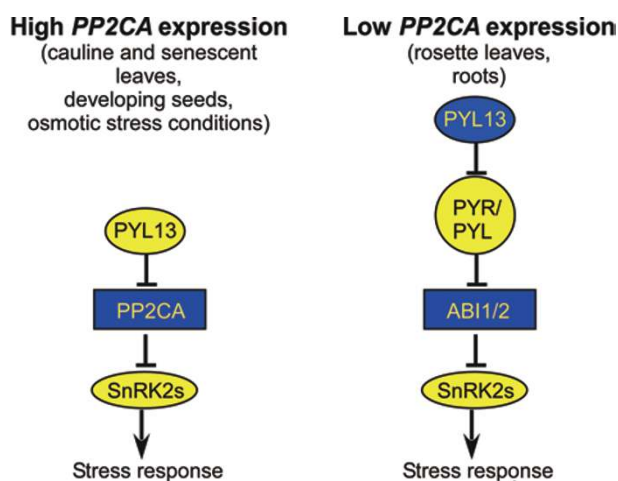 High PP2CA expression
(cauline and senescent
leaves,
developing seeds,
osmotic stress conditions)
PYL13
PP2CA
SnRK2s
Stress response
Low PP2CA expression
(rosette leaves,
roots)
PYL13
PYR/
PYL
ABI1/2
SnRK2s
Stress response